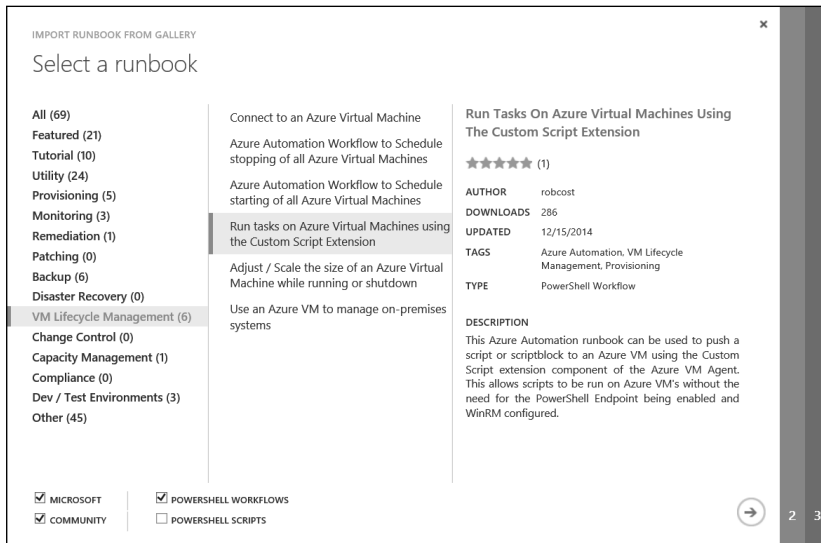 IMPORT RUNBOOK FROM GALLERY
Select a runbook
All (69)
Featured (21)
Tutorial (10)
Utility (24)
Provisioning (5)
Monitoring (3)
Remediation (1)
Patching (0)
Backup (6)
Disaster Recovery (0)
VM Lifecycle Management (6)
Change Control (0)
Capacity Management (1)
Compliance (0)
Dev / Test Environments (3)
Other (45)
Connect to an Azure Virtual Machine
Azure Automation Workflow to Schedule
stopping of all Azure Virtual Machines
Azure Automation Workflow to Schedule
starting of all Azure Virtual Machines
Run tasks on Azure Virtual Machines using
the Custom Script Extension
Adjust / Scale the size of an Azure Virtual
Machine while running or shutdown
Use an Azure VM to manage on-premises
systems
Run Tasks On Azure Virtual Machines Using
The Custom Script Extension
(1)
AUTHOR robcost
DOWNLOADS 286
UPDATED 12/15/2014
TAGS Azure Automation, VM Lifecycle
Management, Provisioning
TYPE PowerShell Workflow
DESCRIPTION
This Azure Automation runbook can be used to push a
script or scriptblock to an Azure VM using the Custom
Script extension component of the Azure VM Agent.
This allows scripts to be run on Azure VM's without the
need for the PowerShell Endpoint being enabled and
WinRM configured.
MICROSOFT
COMMUNITY
POWERSHELL WORKFLOWS
POWERSHELL SCRIPTS
2 3